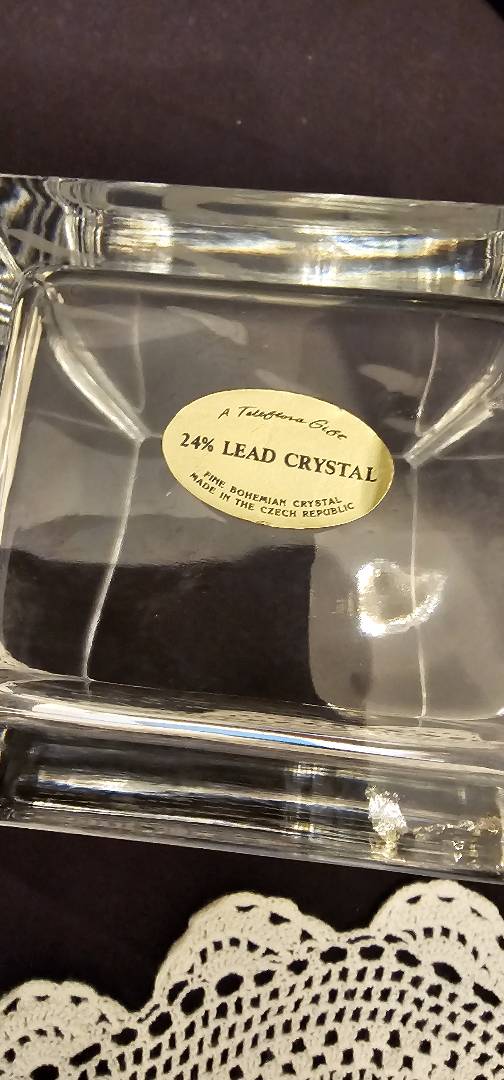 A Teleflora Gift
24% LEAD CRYSTAL
FINE BOHEMIAN CRYSTAL
MADE IN THE CZECH REPUBLIC